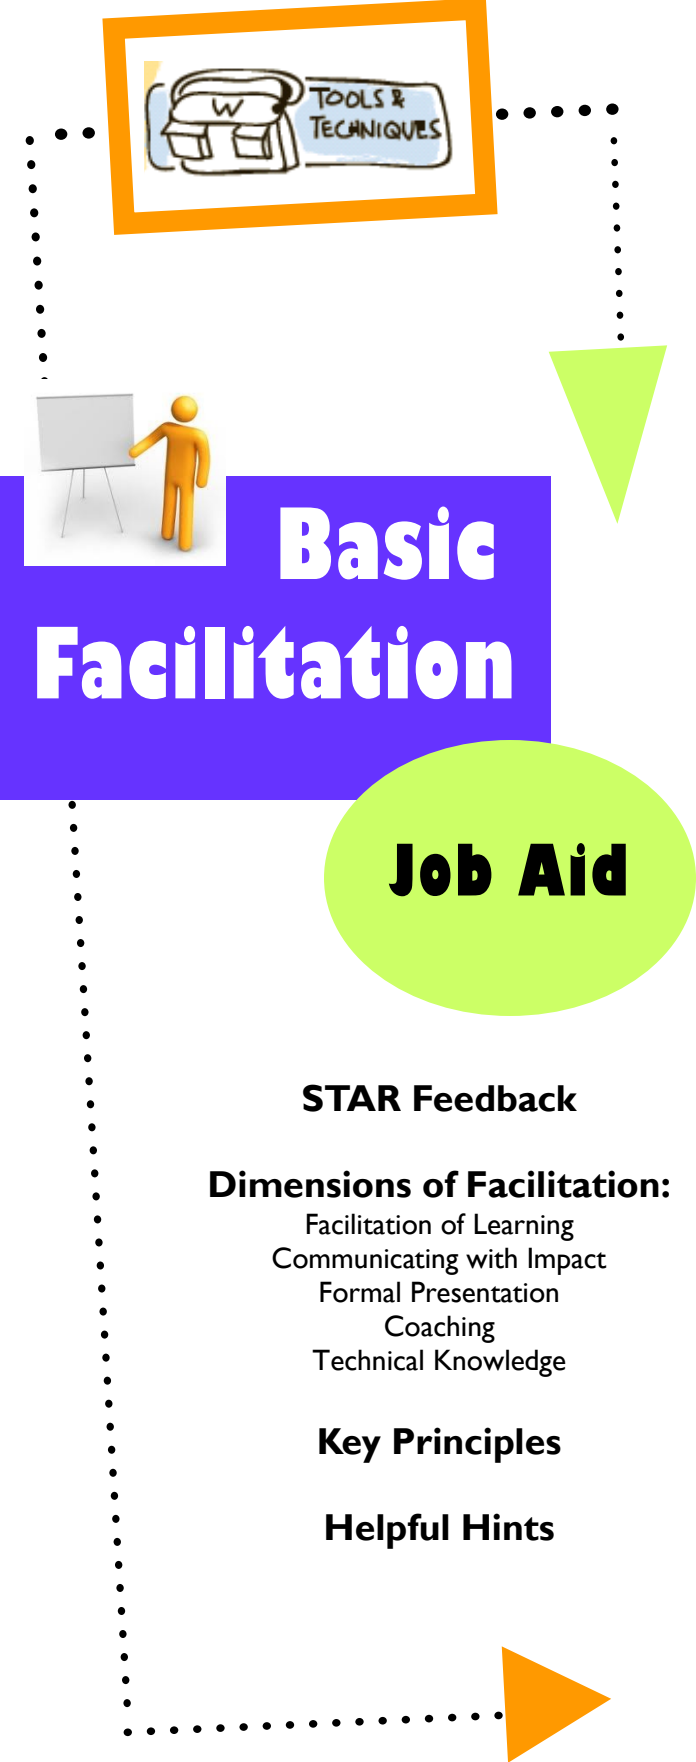 W
TOOLS &
TECHNIQUES
Basic
Facilitation
Job Aid
STAR Feedback
Dimensions of Facilitation:
Facilitation of Learning
Communicating with Impact
Formal Presentation
Coaching
Technical Knowledge
Key Principles
Helpful Hints